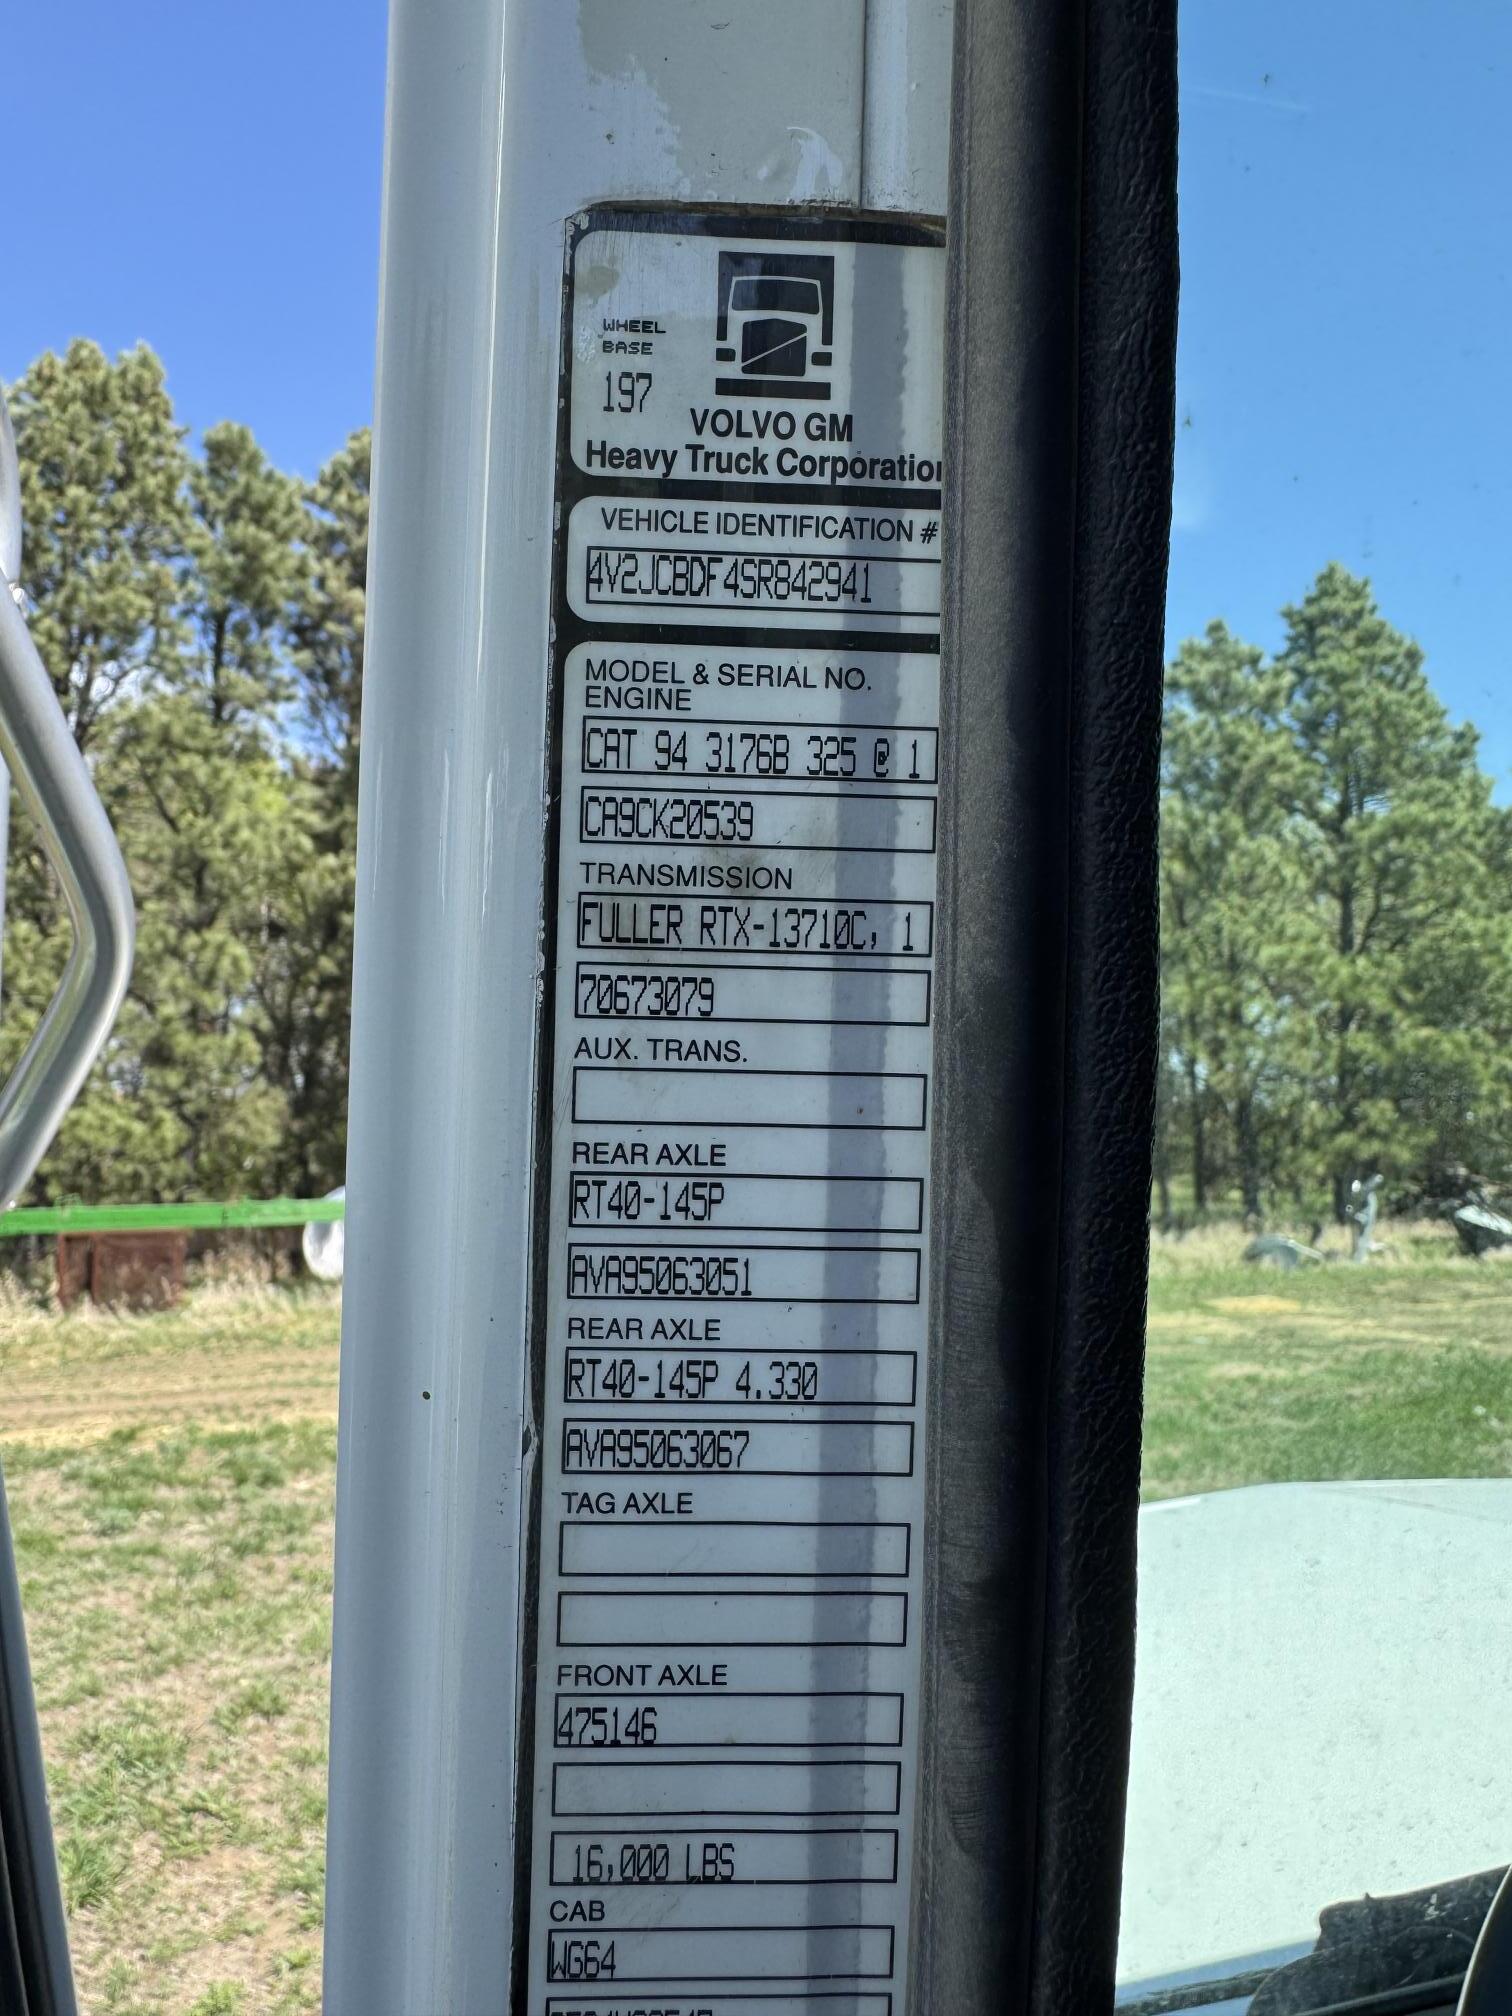 WHEEL
BASE
197
VOLVO GM
Heavy Truck Corporation
VEHICLE IDENTIFICATION #
4V2JCBDF4SR842941
MODEL & SERIAL NO.
ENGINE
CAT 94 3176B 325 @ 1
CA9CK20539
TRANSMISSION
FULLER RTX-13710C, 1
70673079
AUX. TRANS.
REAR AXLE
RT40-145P
AVA95063051
REAR AXLE
RT40-145P 4.330
AVA95063067
TAG AXLE
FRONT AXLE
475146
16,000 LBS
CAB
WG64